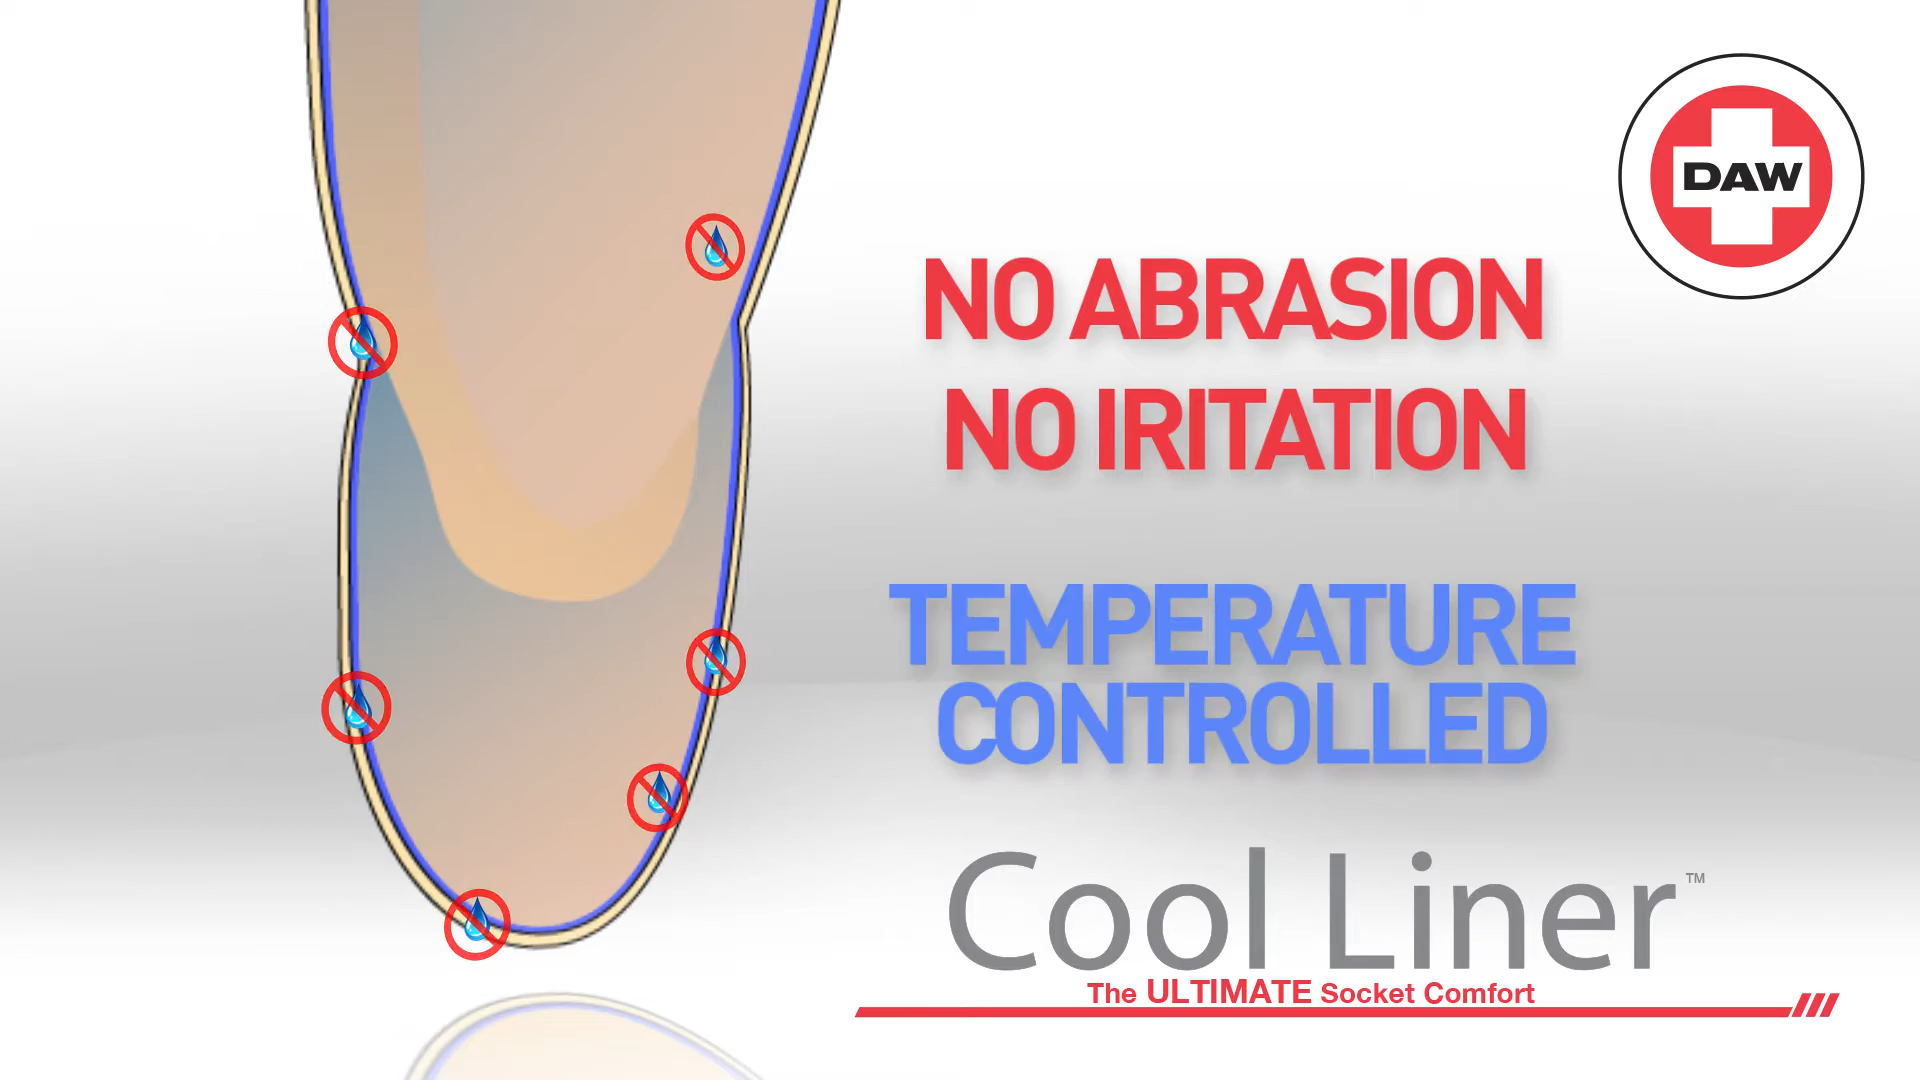 DAW
NO ABRASION
NO IRITATION
TEMPERATURE
CONTROLLED
Cool Liner™
The ULTIMATE Socket Comfort